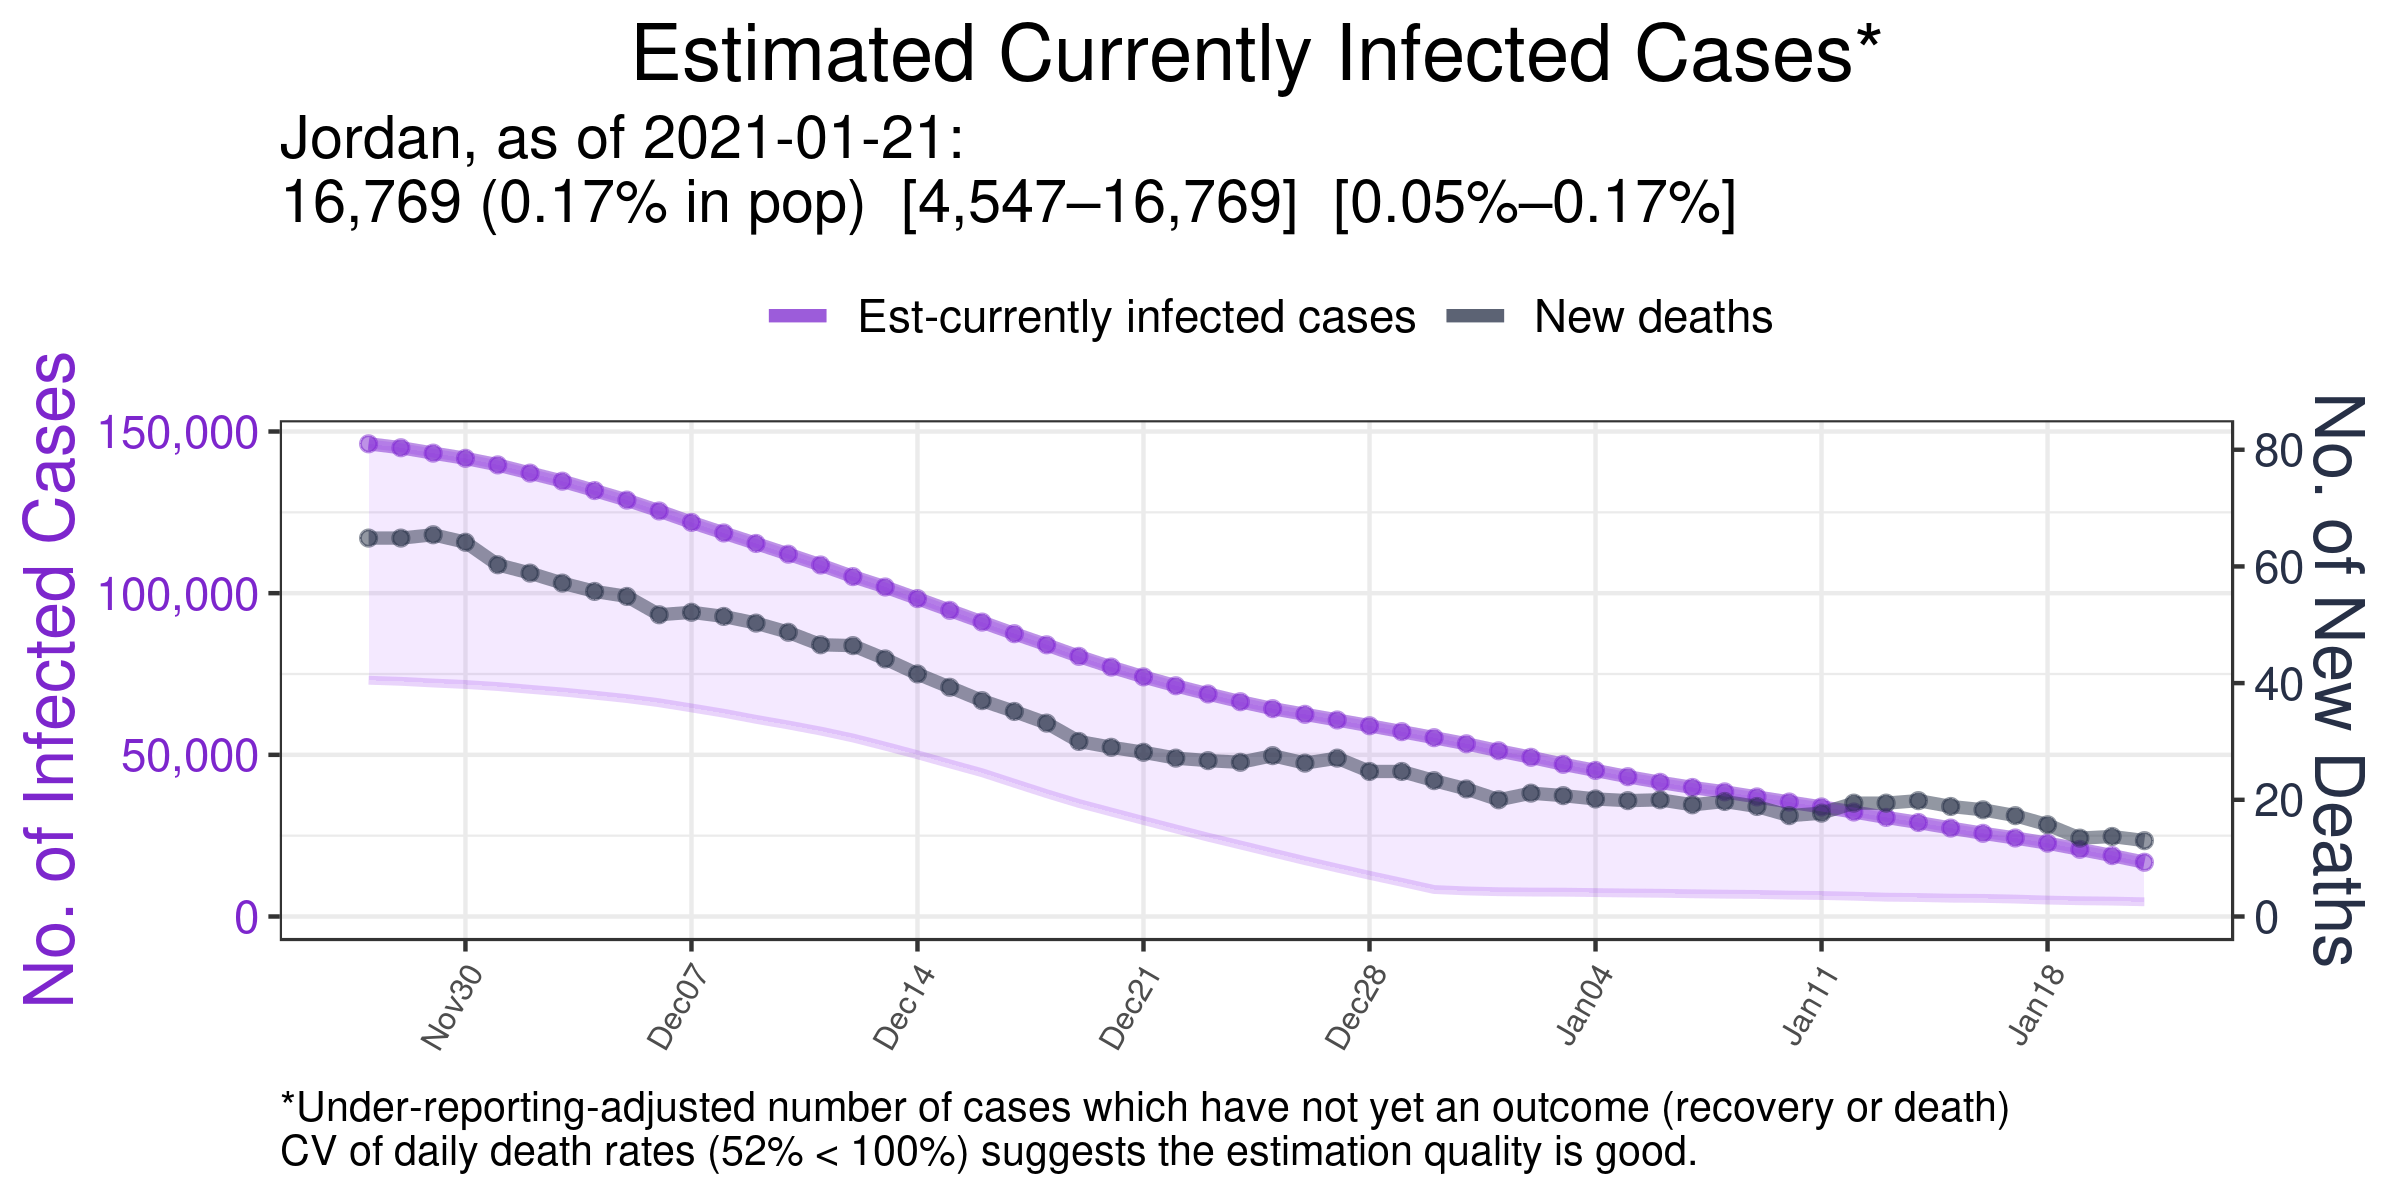 Estimated Currently Infected Cases*
Jordan, as of 2021-01-21:
16,769 (0.17% in pop)  [4,547–16,769]  [0.05%–0.17%]
Est-currently infected cases
New deaths
No. of Infected Cases
150,000
100,000
50,000
0
80
60
40
20
0
No. of New Deaths
Nov30
Dec07
Dec14
Dec21
Dec28
Jan04
Jan11
Jan18
*Under-reporting-adjusted number of cases which have not yet an outcome (recovery or death)
CV of daily death rates (52% < 100%) suggests the estimation quality is good.